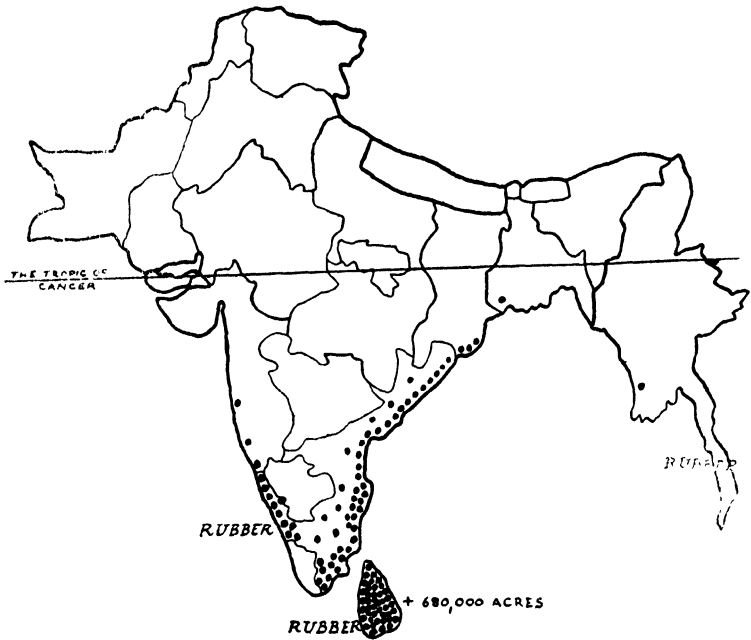 THE TROPIC OF
CANCER
RUBBER
+ 680,000 ACRES
RUBBER